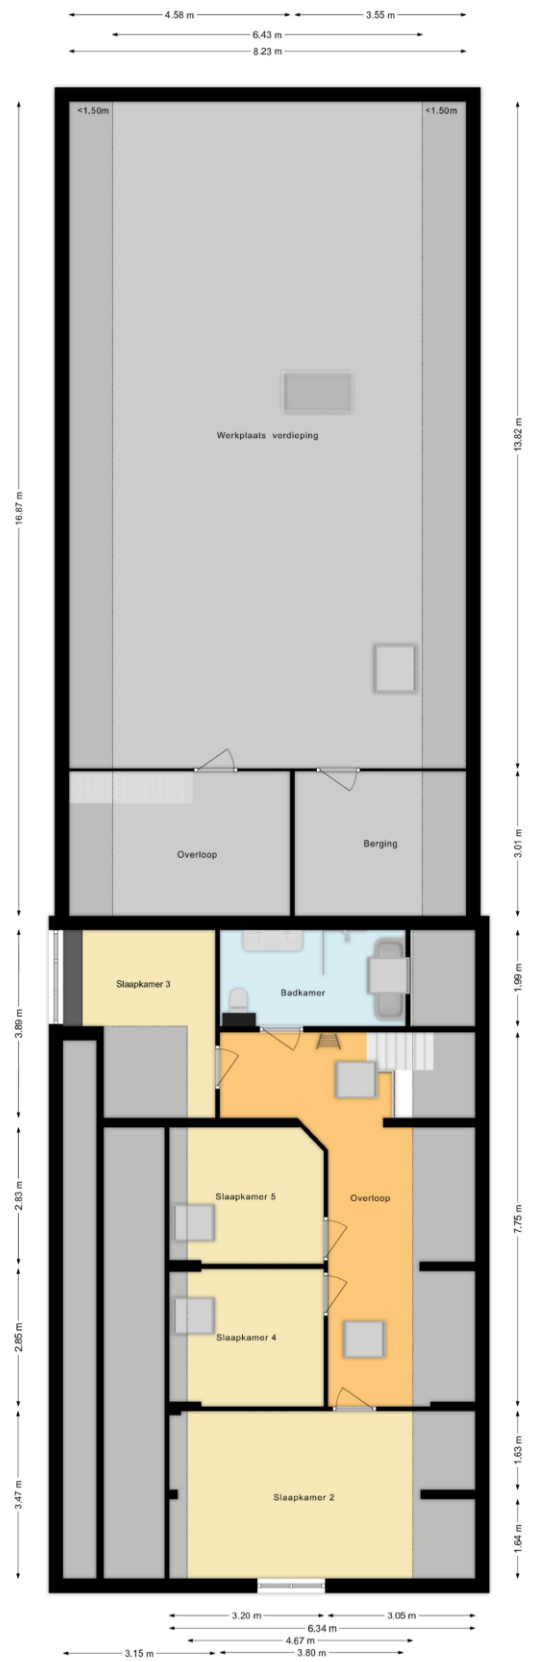 4.58 m
3.55 m
6.43 m
8.23 m
<1.50m
<1.50m
16.87 m
13.82 m
Werkplaats verdieping
Overloop
Berging
3.01 m
Slaapkamer 3
Badkamer
3.89 m
1.99 m
Slaapkamer 5
Overloop
2.83 m
7.75 m
Slaapkamer 4
2.85 m
Slaapkamer 2
3.47 m
1.63 m
1.64 m
3.20 m
3.05 m
6.34 m
4.67 m
3.15 m
3.80 m